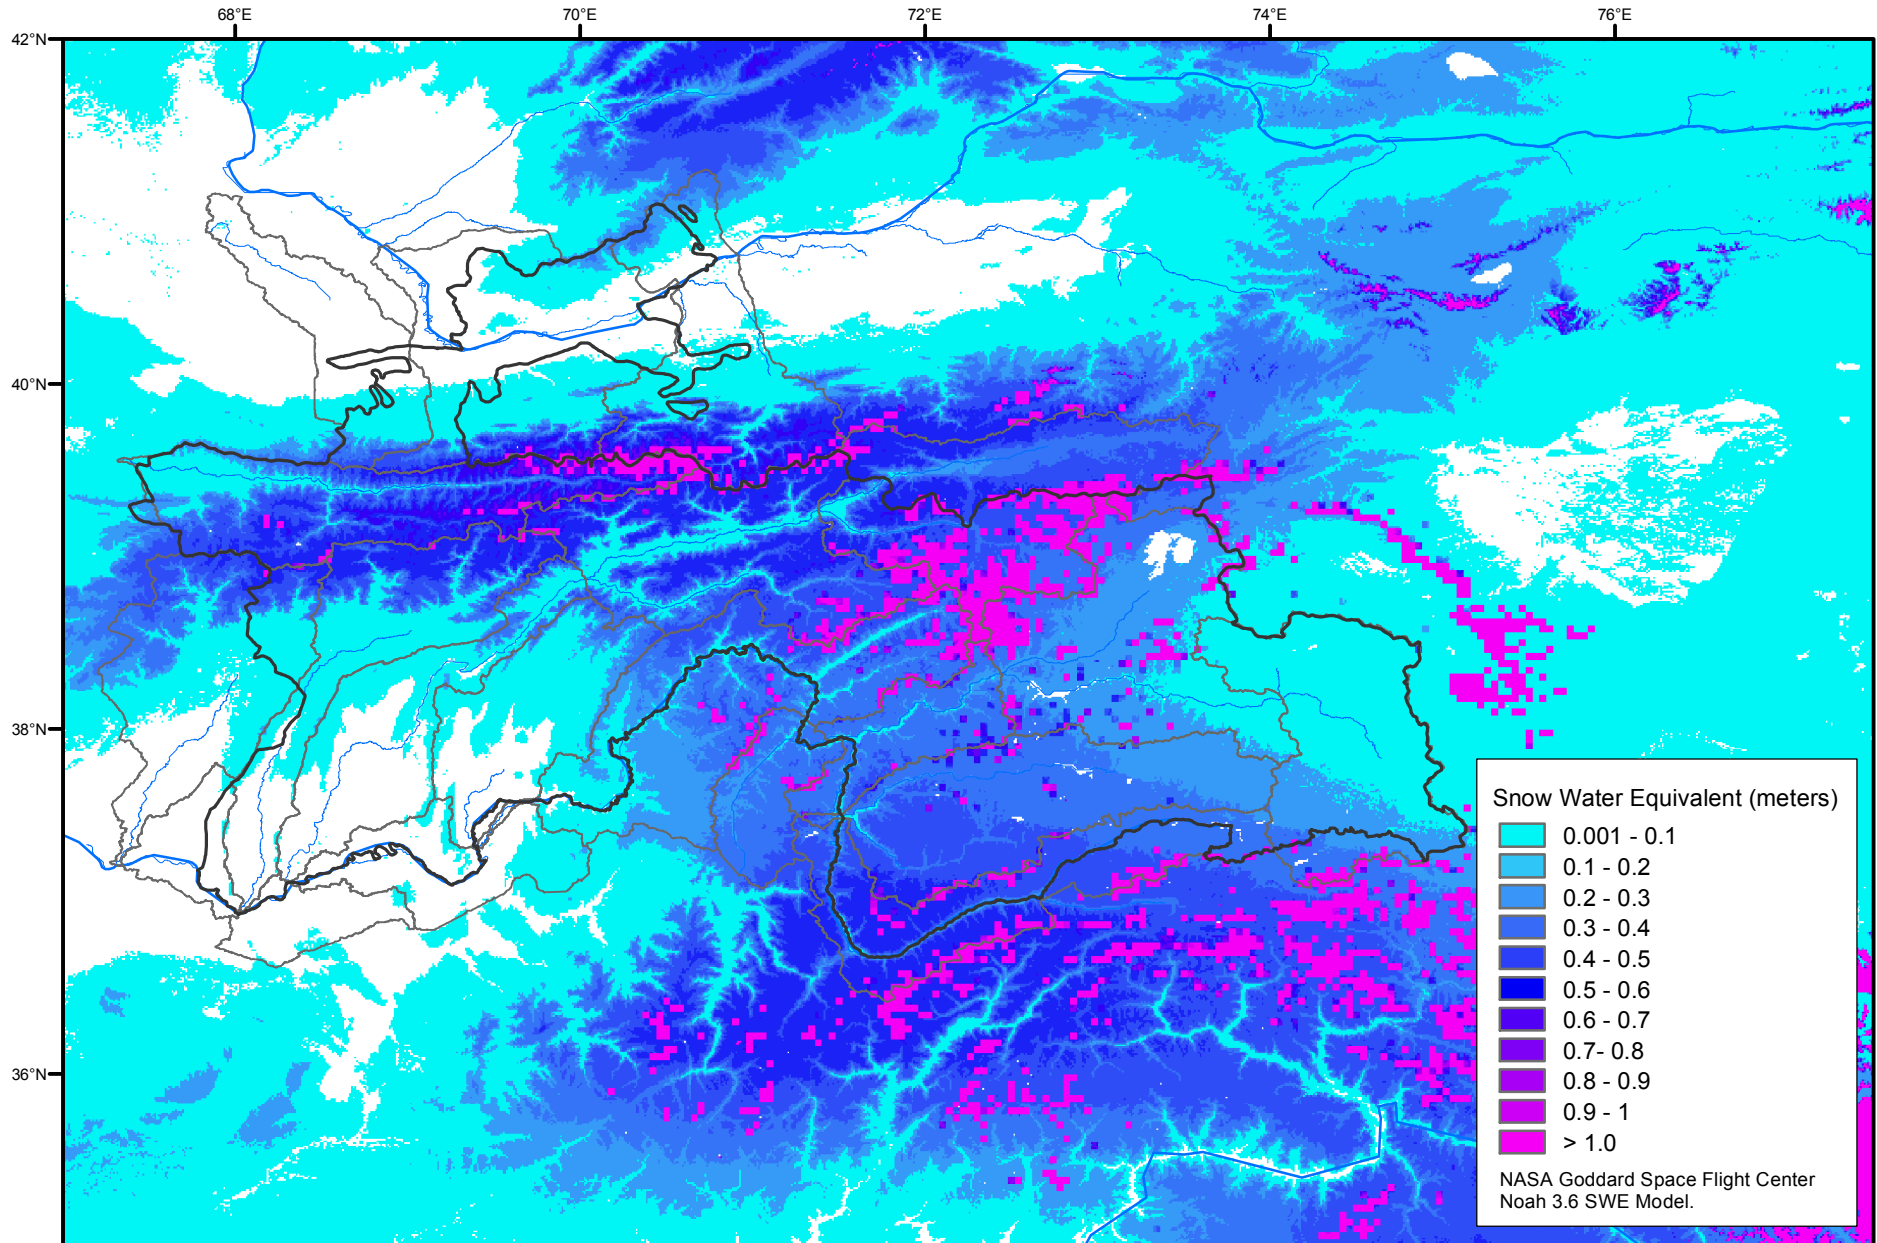 68°E
70°E
72°E
74°E
76°E
42°N
40°N
38°N
36°N
Snow Water Equivalent (meters)
0.001 - 0.1
0.1 - 0.2
0.2 - 0.3
0.3 - 0.4
0.4 - 0.5
0.5 - 0.6
0.6 - 0.7
0.7- 0.8
0.8 - 0.9
0.9 - 1
> 1.0
NASA Goddard Space Flight Center
Noah 3.6 SWE Model.